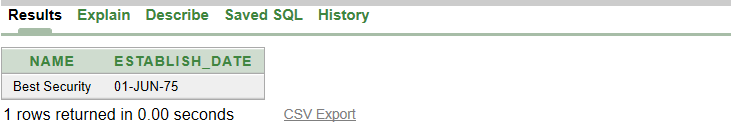 Results Explain Describe Saved SQL History
NAME ESTABLISH_DATE
Best Security 01-JUN-75
1 rows returned in 0.00 seconds CSV Export